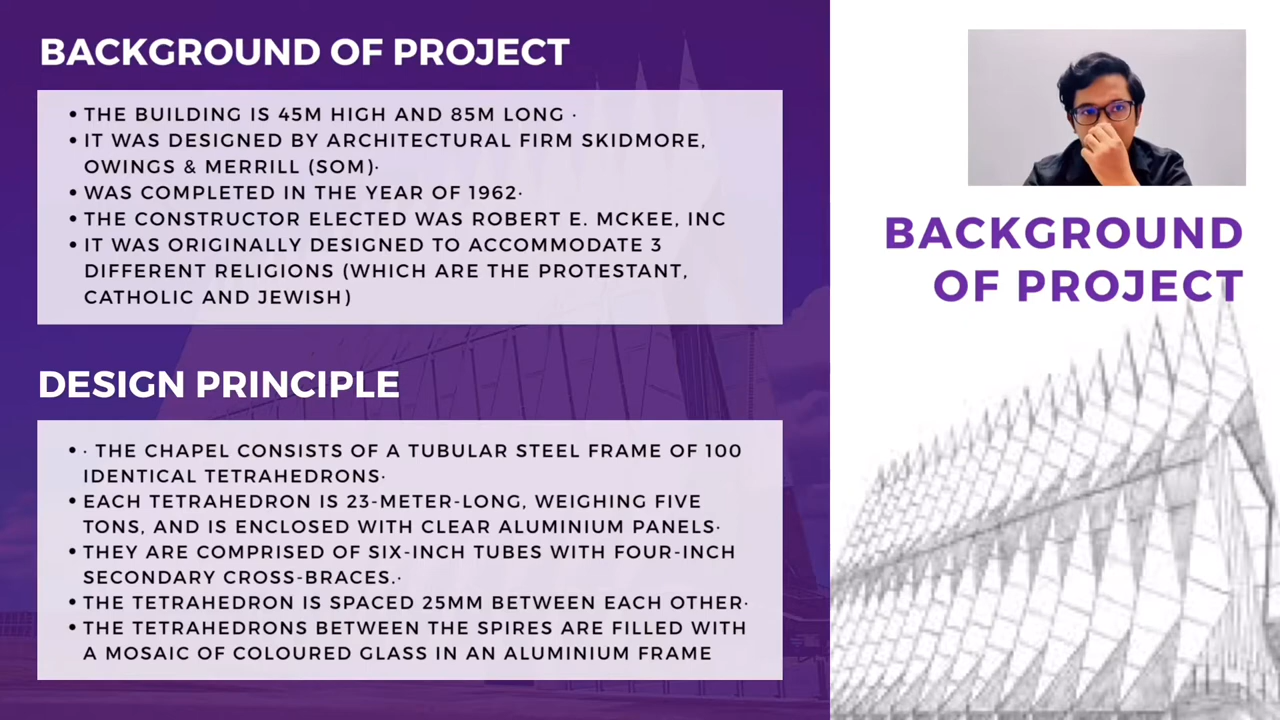 BACKGROUND OF PROJECT
• THE BUILDING IS 45M HIGH AND 85M LONG ·
• IT WAS DESIGNED BY ARCHITECTURAL FIRM SKIDMORE,
OWINGS & MERRILL (SOM)·
• WAS COMPLETED IN THE YEAR OF 1962·
• THE CONSTRUCTOR ELECTED WAS ROBERT E. MCKEE, INC
• IT WAS ORIGINALLY DESIGNED TO ACCOMMODATE 3
DIFFERENT RELIGIONS (WHICH ARE THE PROTESTANT,
CATHOLIC AND JEWISH)
DESIGN PRINCIPLE
• · THE CHAPEL CONSISTS OF A TUBULAR STEEL FRAME OF 100
IDENTICAL TETRAHEDRONS·
• EACH TETRAHEDRON IS 23-METER-LONG, WEIGHING FIVE
TONS, AND IS ENCLOSED WITH CLEAR ALUMINIUM PANELS·
• THEY ARE COMPRISED OF SIX-INCH TUBES WITH FOUR-INCH
SECONDARY CROSS-BRACES.·
• THE TETRAHEDRON IS SPACED 25MM BETWEEN EACH OTHER·
• THE TETRAHEDRONS BETWEEN THE SPIRES ARE FILLED WITH
A MOSAIC OF COLOURED GLASS IN AN ALUMINIUM FRAME
BACKGROUND
OF PROJECT